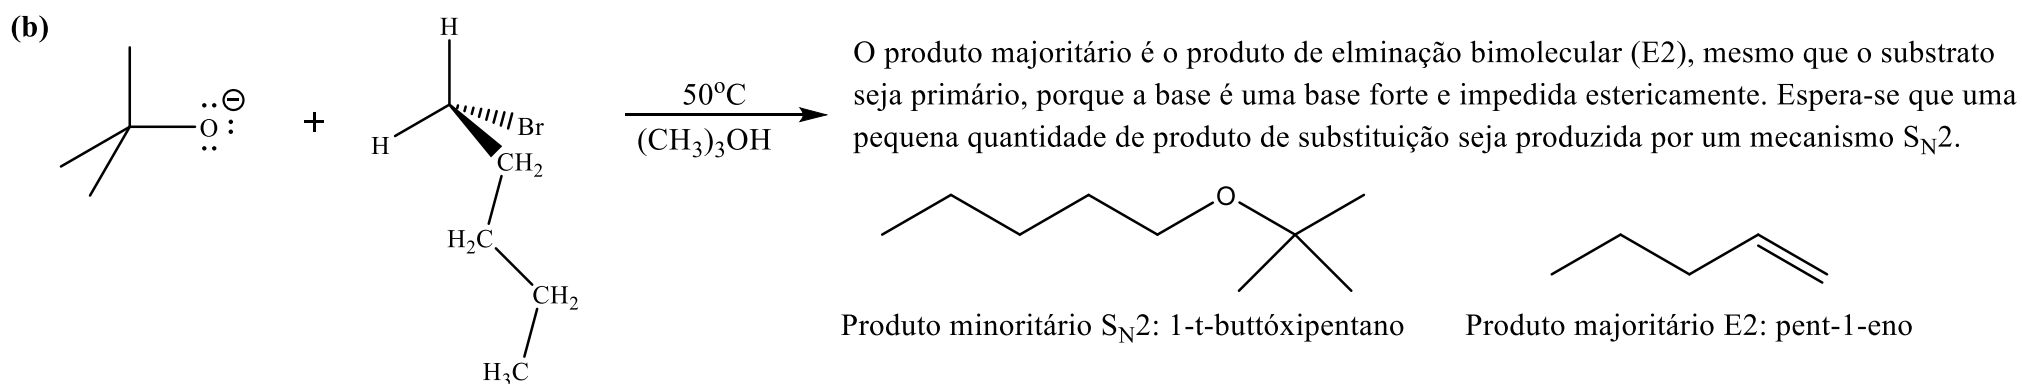 (b)
H
H
Br
CH2
H2C
CH2
H3C
O
⊖
+
50ºC
(CH3)3OH
O produto majoritário é o produto de elminação bimolecular (E2), mesmo que o substrato
seja primário, porque a base é uma base forte e impedida estericamente. Espera-se que uma
pequena quantidade de produto de substituição seja produzida por um mecanismo SN2.
O
Produto minoritário SN2: 1-t-buttóxipentano
Produto majoritário E2: pent-1-eno